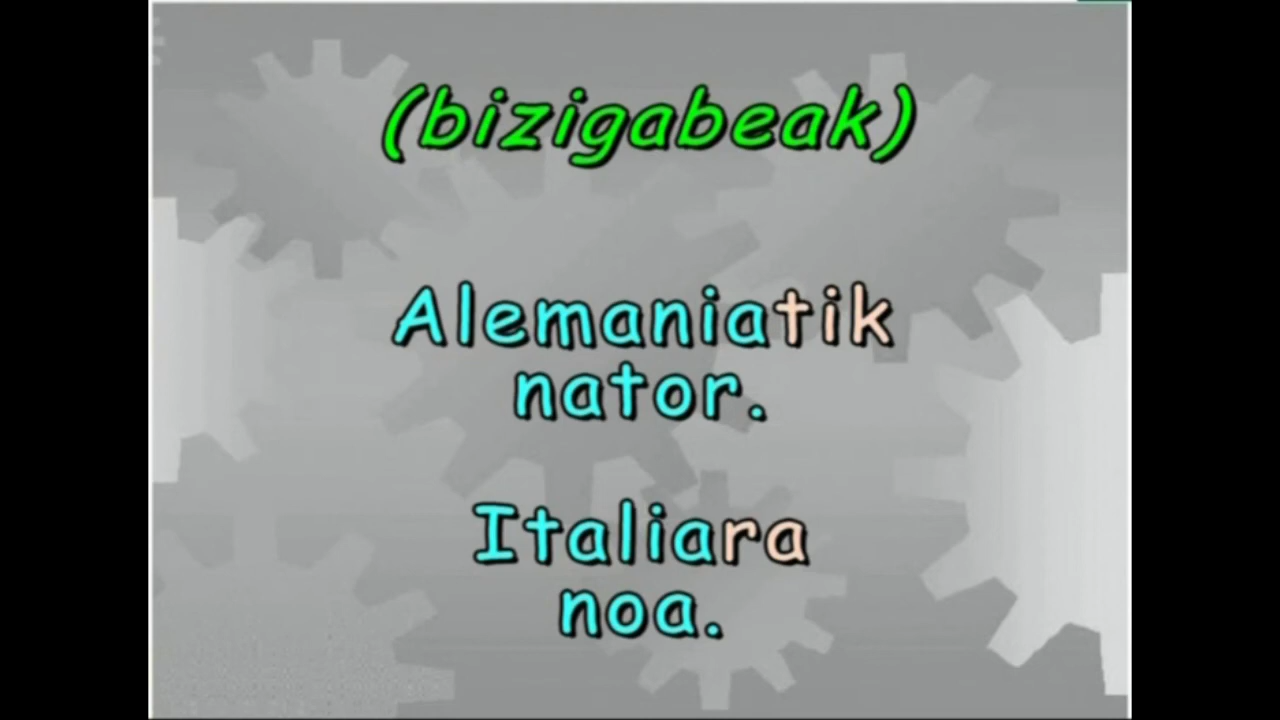 (bizigabeak)
Alemaniatik
nator.
Italiara
noa.